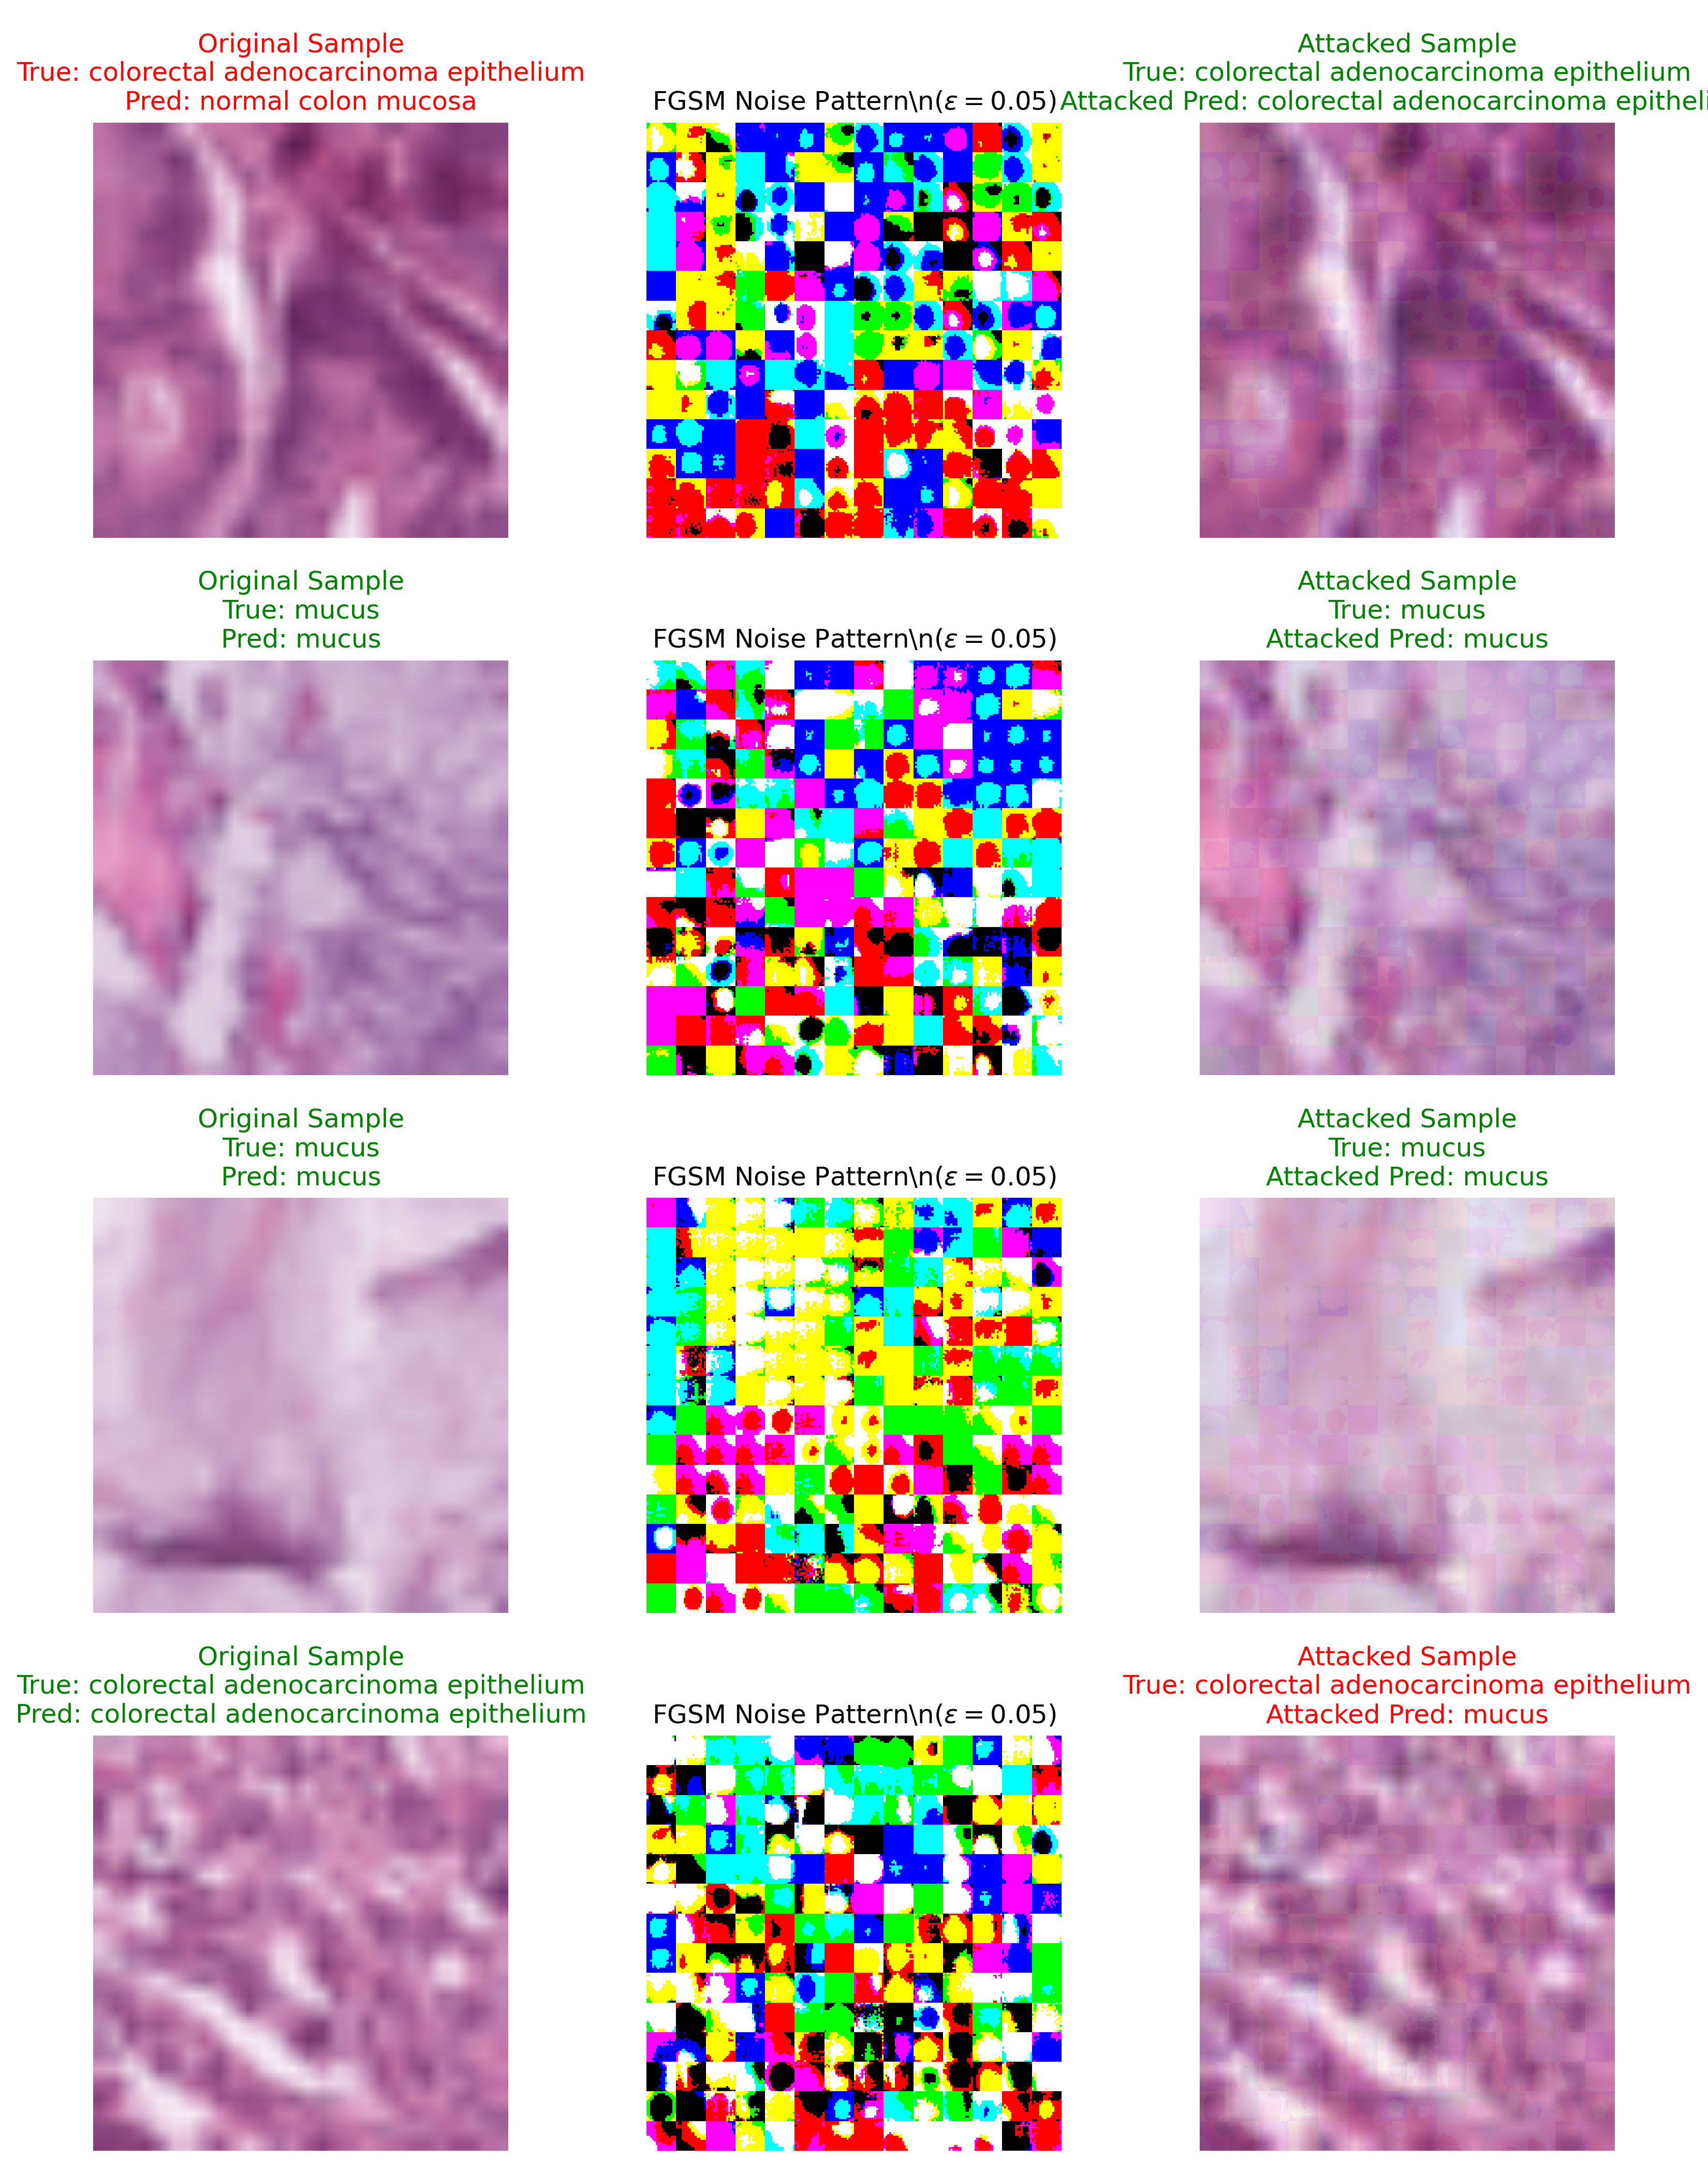 Original Sample
True: colorectal adenocarcinoma epithelium
Pred: normal colon mucosa
FGSM Noise Pattern\n(ε = 0.05)
Attacked Sample
True: colorectal adenocarcinoma epithelium
Attacked Pred: colorectal adenocarcinoma epitheli
Original Sample
True: mucus
Pred: mucus
FGSM Noise Pattern\n(ε = 0.05)
Attacked Sample
True: mucus
Attacked Pred: mucus
Original Sample
True: mucus
Pred: mucus
FGSM Noise Pattern\n(ε = 0.05)
Attacked Sample
True: mucus
Attacked Pred: mucus
Original Sample
True: colorectal adenocarcinoma epithelium
Pred: colorectal adenocarcinoma epithelium
FGSM Noise Pattern\n(ε = 0.05)
Attacked Sample
True: colorectal adenocarcinoma epithelium
Attacked Pred: mucus